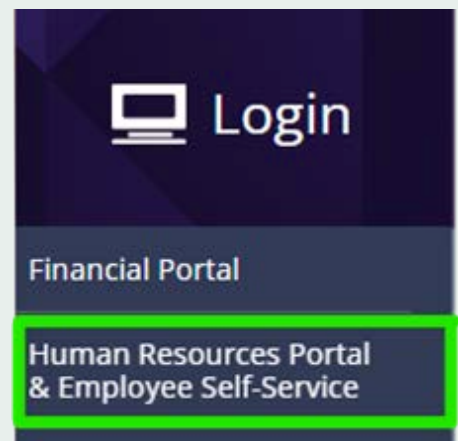 Login
Financial Portal
Human Resources Portal
& Employee Self-Service